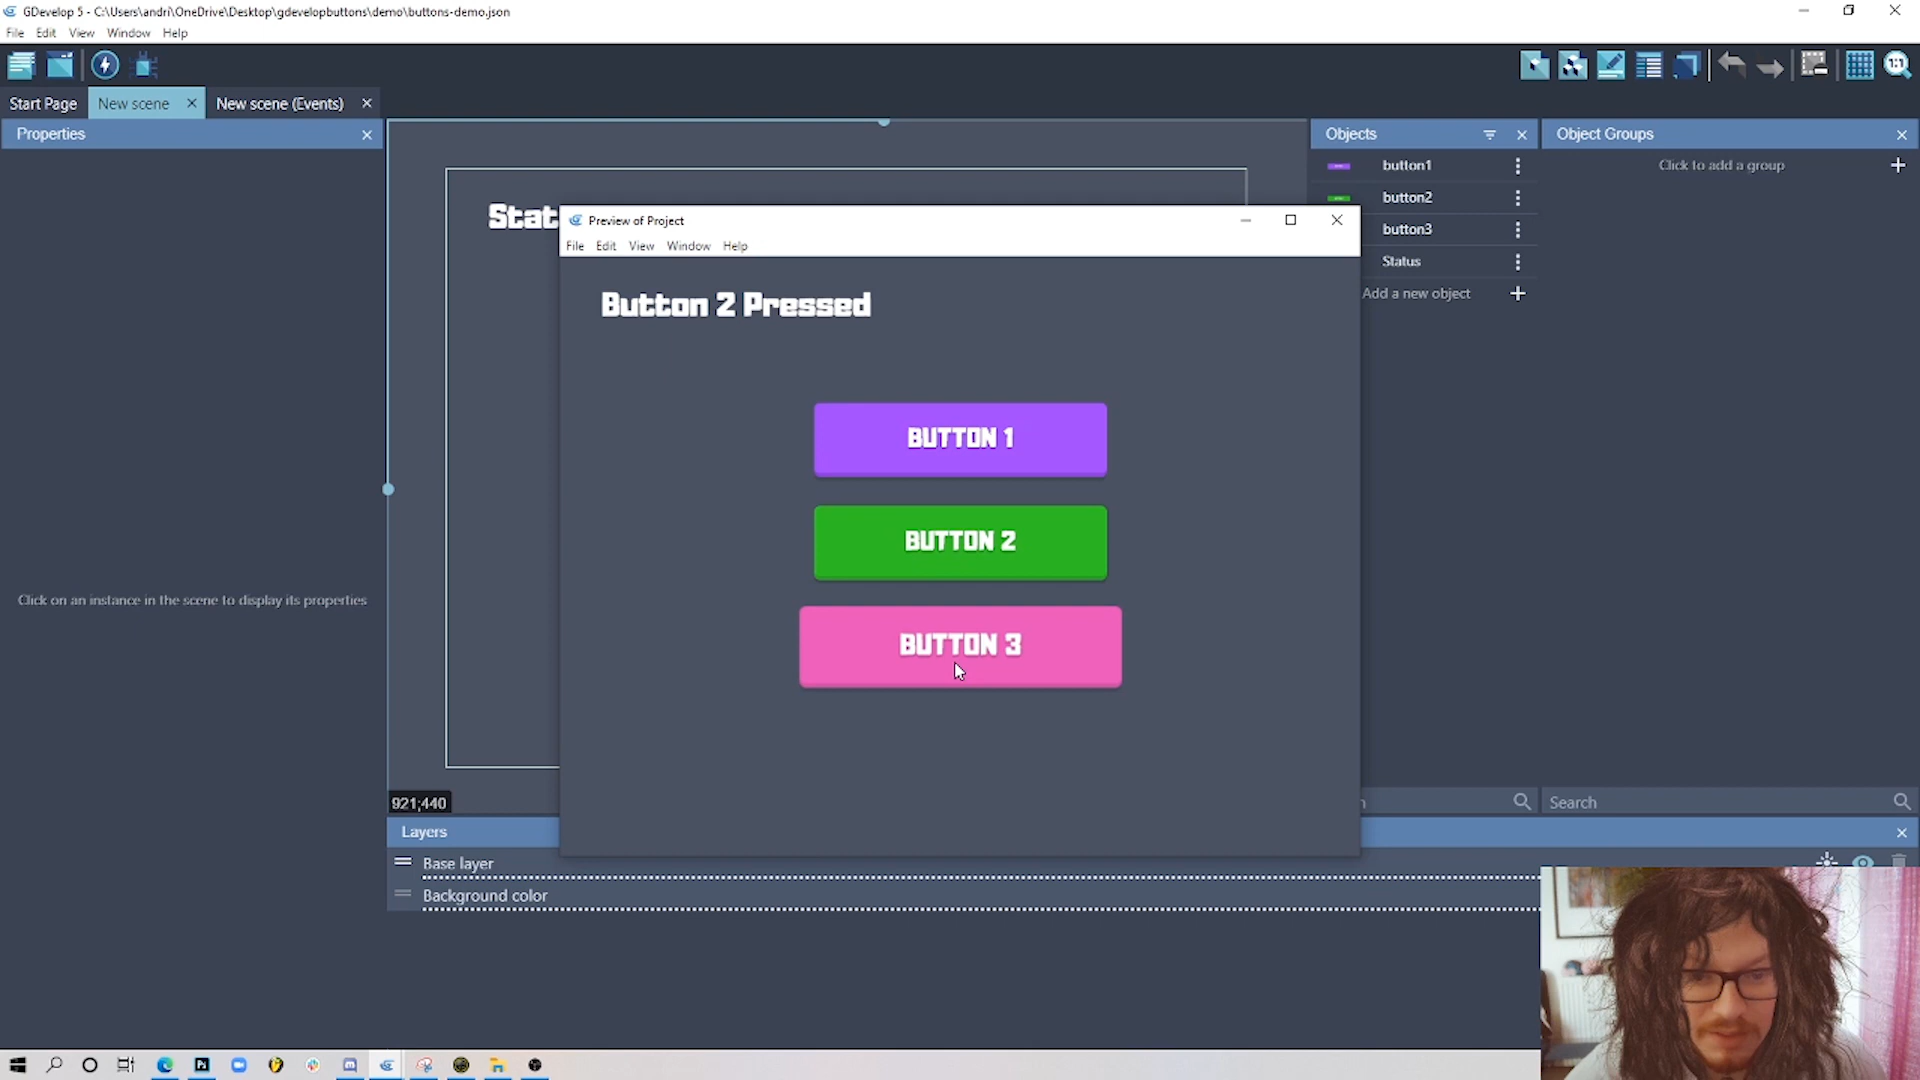 GDevelop 5 - C:\Users\andri\OneDrive\Desktop\gdevelopbuttons\demo\buttons-demo.json
File Edit View Window Help
1:1
Start Page New scene New scene (Events)
Properties
Objects
Object Groups
button1
Click to add a group
button2
button3
Status
Add a new object
Stat
Preview of Project
File Edit View Window Help
Button 2 Pressed
BUTTON 1
BUTTON 2
BUTTON 3
Click on an instance in the scene to display its properties
921;440
Search
Layers
Base layer
Background color